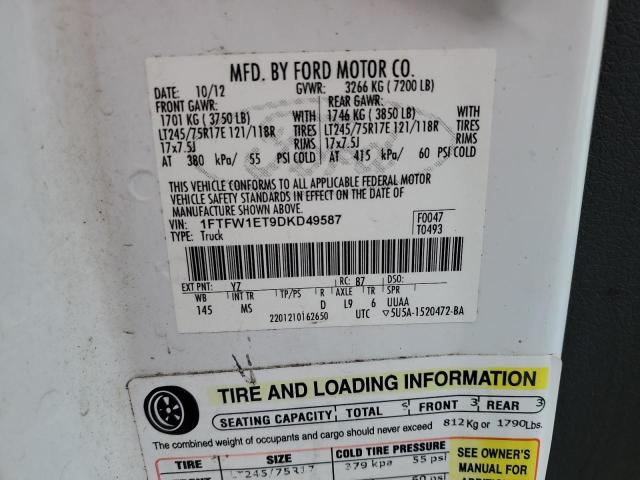 MFD. BY FORD MOTOR CO.
DATE: 10/12 GVWR: 3266 KG ( 7200 LB)
FRONT GAWR: REAR GAWR:
1701 KG ( 3750 LB) WITH 1746 KG ( 3850 LB) WITH
LT245/75R17E 121/118R TIRES LT245/75R17E 121/118R TIRES
17x7.5J RIMS 17x7.5J RIMS
AT 380 kPa/ 55 PSI COLD AT 415 kPa/ 60 PSI COLD
THIS VEHICLE CONFORMS TO ALL APPLICABLE FEDERAL MOTOR
VEHICLE SAFETY STANDARDS IN EFFECT ON THE DATE OF
MANUFACTURE SHOWN ABOVE.
VIN: 1FTFW1ET9DKD49587 F0047
TYPE: Truck T0493
EXT PNT: YZ RC: 87 DSO:
WB INT TR TP/PS R AXLE TR SPR
145 MS D L9 6 UUAA
2201210162650 UTC ▽5U5A-1520472-BA
TIRE AND LOADING INFORMATION
SEATING CAPACITY TOTAL 5 FRONT 3 REAR 3
The combined weight of occupants and cargo should never exceed 812Kg or 1790Lbs.
TIRE SIZE COLD TIRE PRESSURE SEE OWNER'S
LT245/75R17 379 kpa 55 psi MANUAL FOR